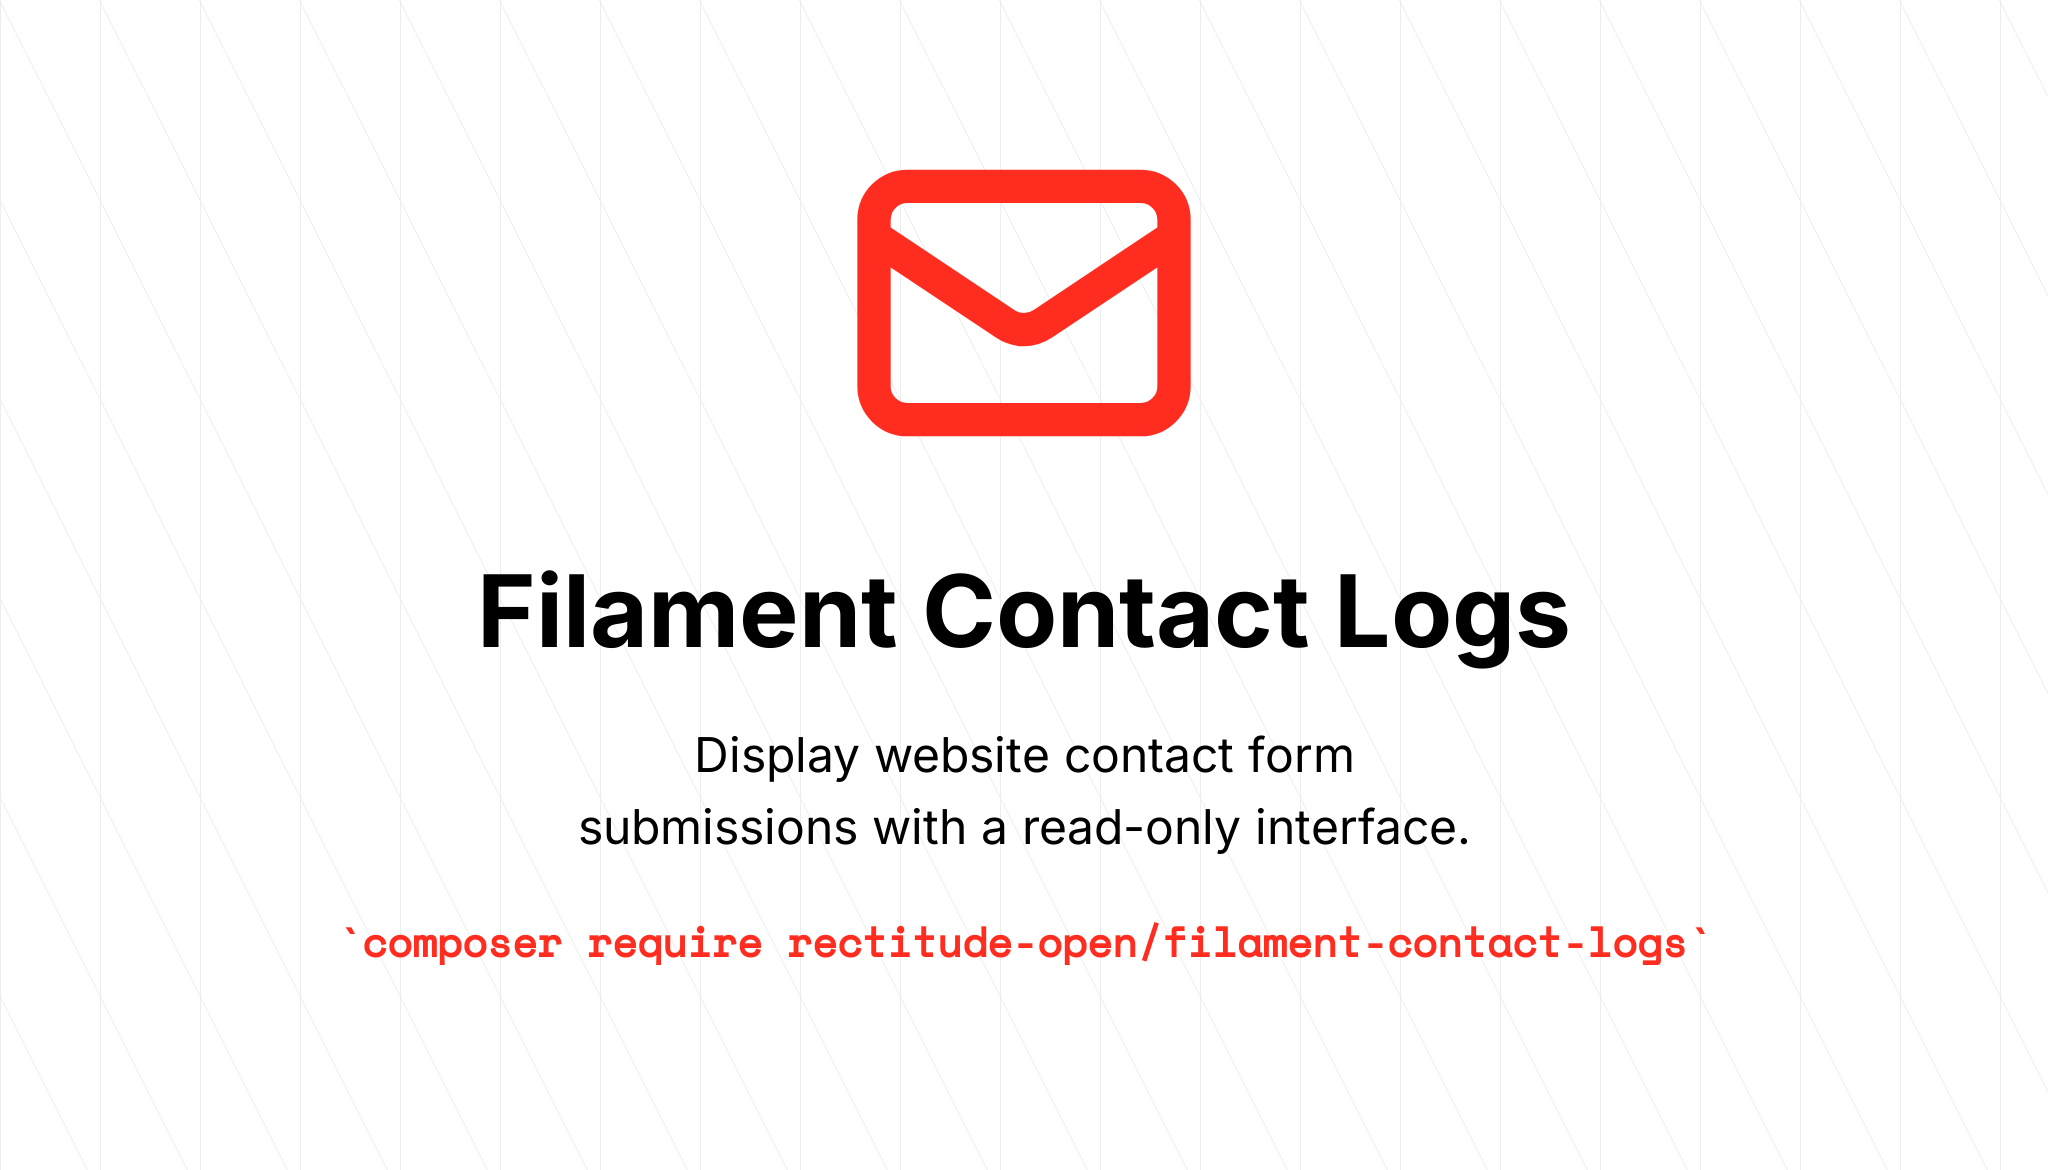 Filament Contact Logs
Display website contact form
submissions with a read-only interface.
`composer require rectitude-open/filament-contact-logs`